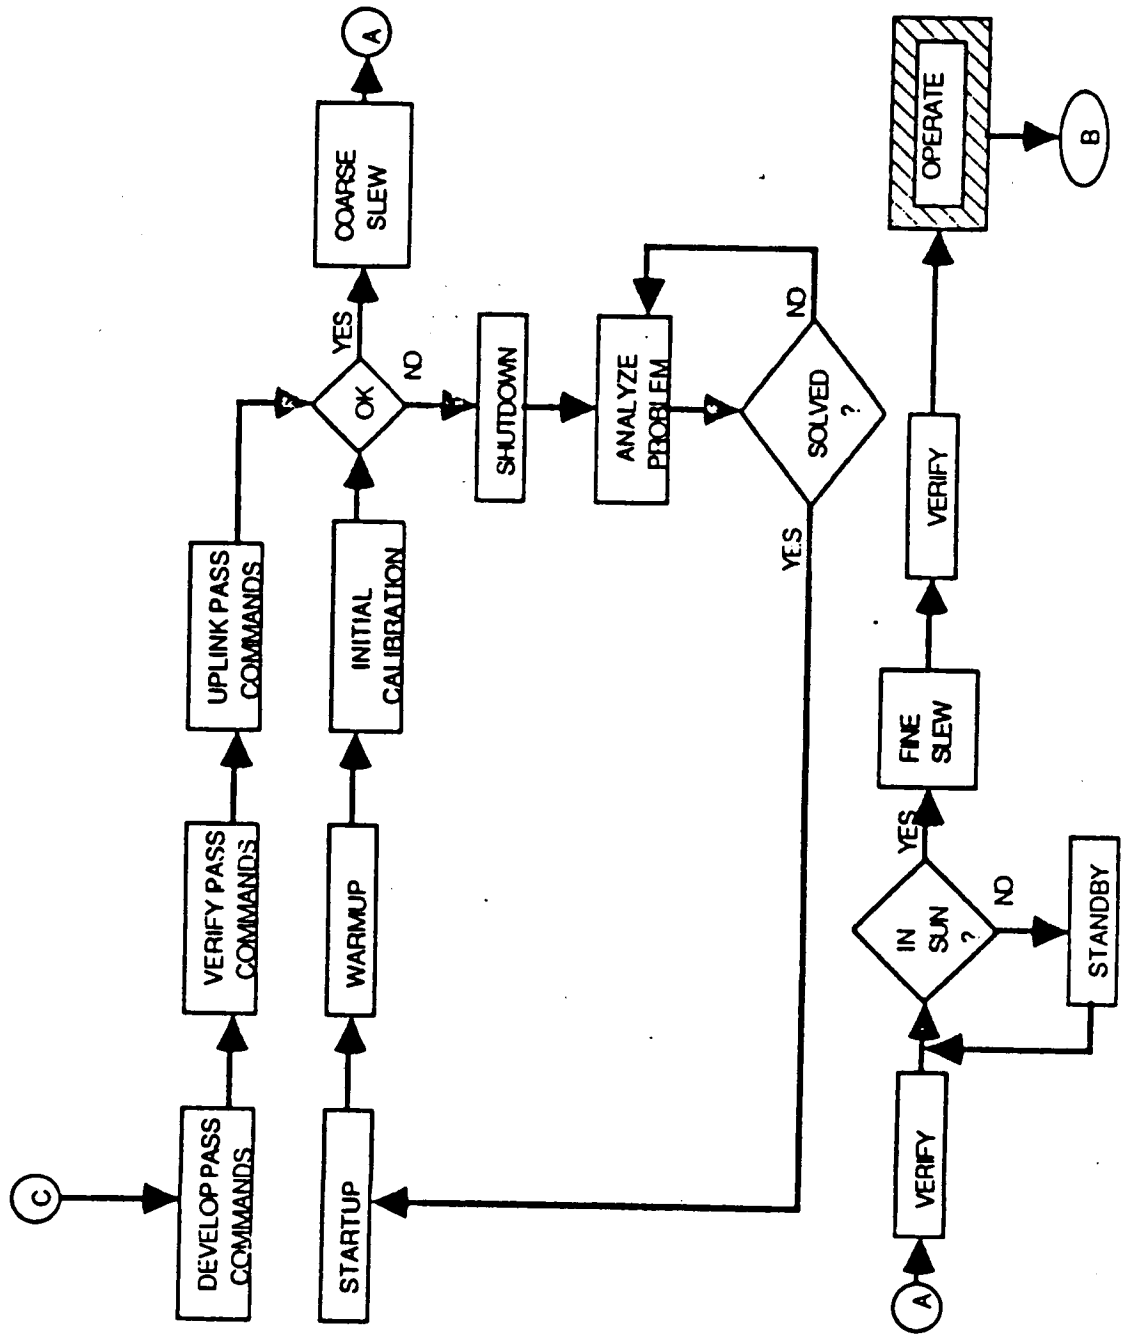 C
DEVELOP PASS
COMMANDS
VERIFY PASS
COMMANDS
UPLINK PASS
COMMANDS
STARTUP
WARMUP
INITIAL
CALIBRATION
OK
YES
COARSE
SLEW
A
NO
SHUTDOWN
ANALYZE
PROBLEM
SOLVED
?
NO
YES
A
VERIFY
IN
SUN
?
YES
NO
STANDBY
FINE
SLEW
VERIFY
OPERATE
B